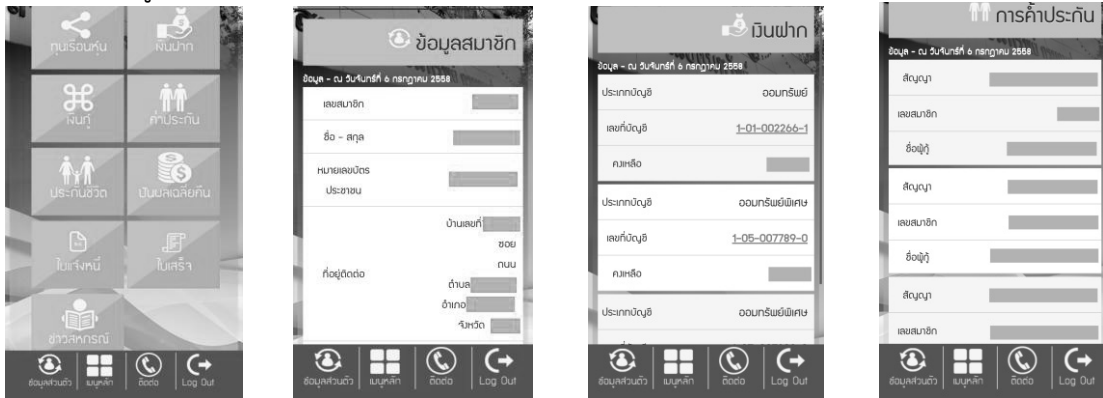 ทุนเรือนหุ้น
เงินฝาก
เงินกู้
ค้ำประกัน
ประกันชีวิต
ปันผลเฉลี่ยคืน
ใบแจ้งหนี้
ใบเสร็จ
ข่าวสหกรณ์
ข้อมูลส่วนตัว
เมนูหลัก
ติดต่อ
Log Out
ข้อมูลสมาชิก
ข้อมูล - ณ วันจันทร์ที่ 6 กรกฎาคม 2558
เลขสมาชิก
ชื่อ - สกุล
หมายเลขบัตร
ประชาชน
ที่อยู่ติดต่อ
บ้านเลขที่
ซอย
ถนน
ตำบล
อำเภอ
จังหวัด
ข้อมูลส่วนตัว
เมนูหลัก
ติดต่อ
Log Out
เงินฝาก
ข้อมูล - ณ วันจันทร์ที่ 6 กรกฎาคม 2558
ประเภทบัญชี ออมทรัพย์
เลขที่บัญชี 1-01-002266-1
คงเหลือ
ประเภทบัญชี ออมทรัพย์พิเศษ
เลขที่บัญชี 1-05-007789-0
คงเหลือ
ประเภทบัญชี ออมทรัพย์พิเศษ
ข้อมูลส่วนตัว
เมนูหลัก
ติดต่อ
Log Out
การค้ำประกัน
ข้อมูล - ณ วันจันทร์ที่ 6 กรกฎาคม 2558
สัญญา
เลขสมาชิก
ชื่อผู้กู้
สัญญา
เลขสมาชิก
ชื่อผู้กู้
สัญญา
เลขสมาชิก
ข้อมูลส่วนตัว
เมนูหลัก
ติดต่อ
Log Out